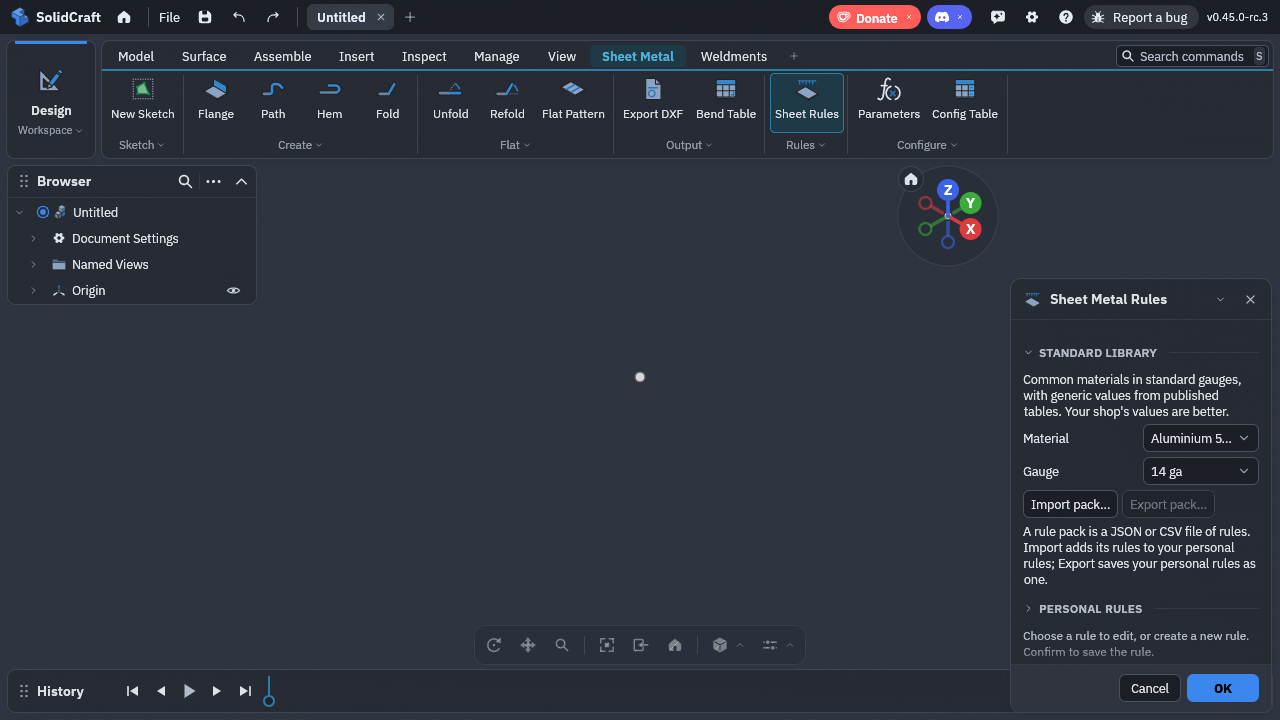 SolidCraft
File
Untitled
Donate
Report a bug
v0.45.0-rc.3
Design
Workspace
Model
Surface
Assemble
Insert
Inspect
Manage
View
Sheet Metal
Weldments
Search commands
S
New Sketch
Flange
Path
Hem
Fold
Unfold
Refold
Flat Pattern
Export DXF
Bend Table
Sheet Rules
Parameters
Config Table
Sketch
Create
Flat
Output
Rules
Configure
Browser
Untitled
Document Settings
Named Views
Origin
Z
Y
X
Sheet Metal Rules
STANDARD LIBRARY
Common materials in standard gauges,
with generic values from published
tables. Your shop's values are better.
Material
Aluminium 5...
Gauge
14 ga
Import pack...
Export pack...
A rule pack is a JSON or CSV file of rules.
Import adds its rules to your personal
rules; Export saves your personal rules as
one.
PERSONAL RULES
Choose a rule to edit, or create a new rule.
Confirm to save the rule.
Cancel
OK
History